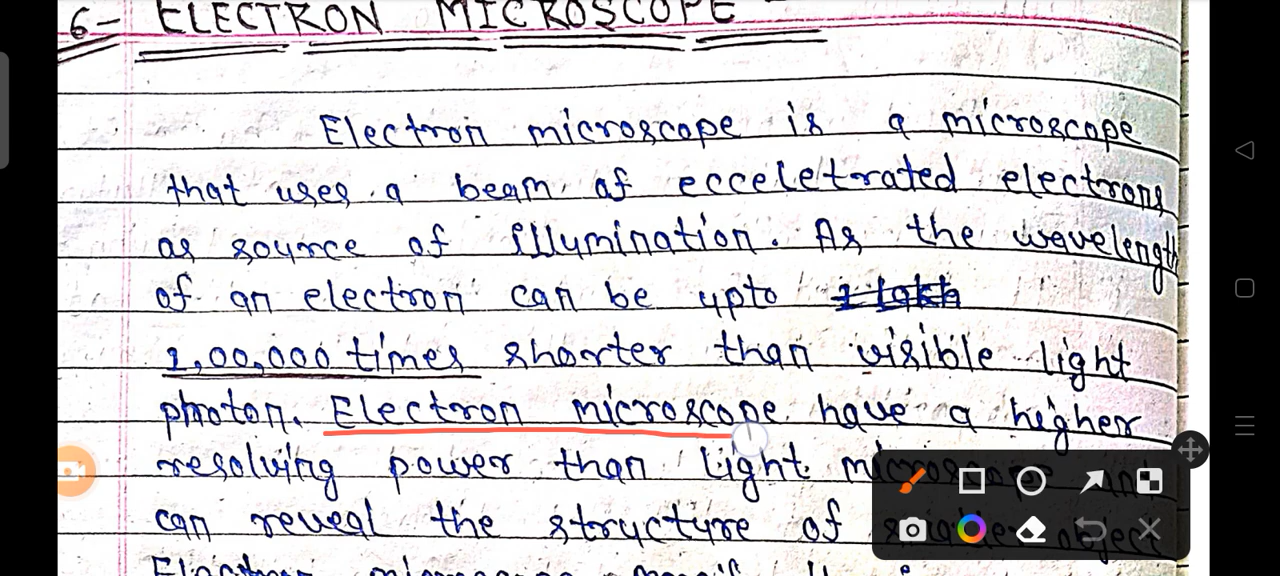 6- ELECTRON MICROSCOPE
Electron microscope is a microscope
that uses a beam of ecceletrated electrons
as source of illumination. As the wavelength
of an electron can be upto 1 lakh
1,00,000 times shorter than visible light
photon. Electron microscope have a higher
resolving power than light
can reveal the structure of
Electron